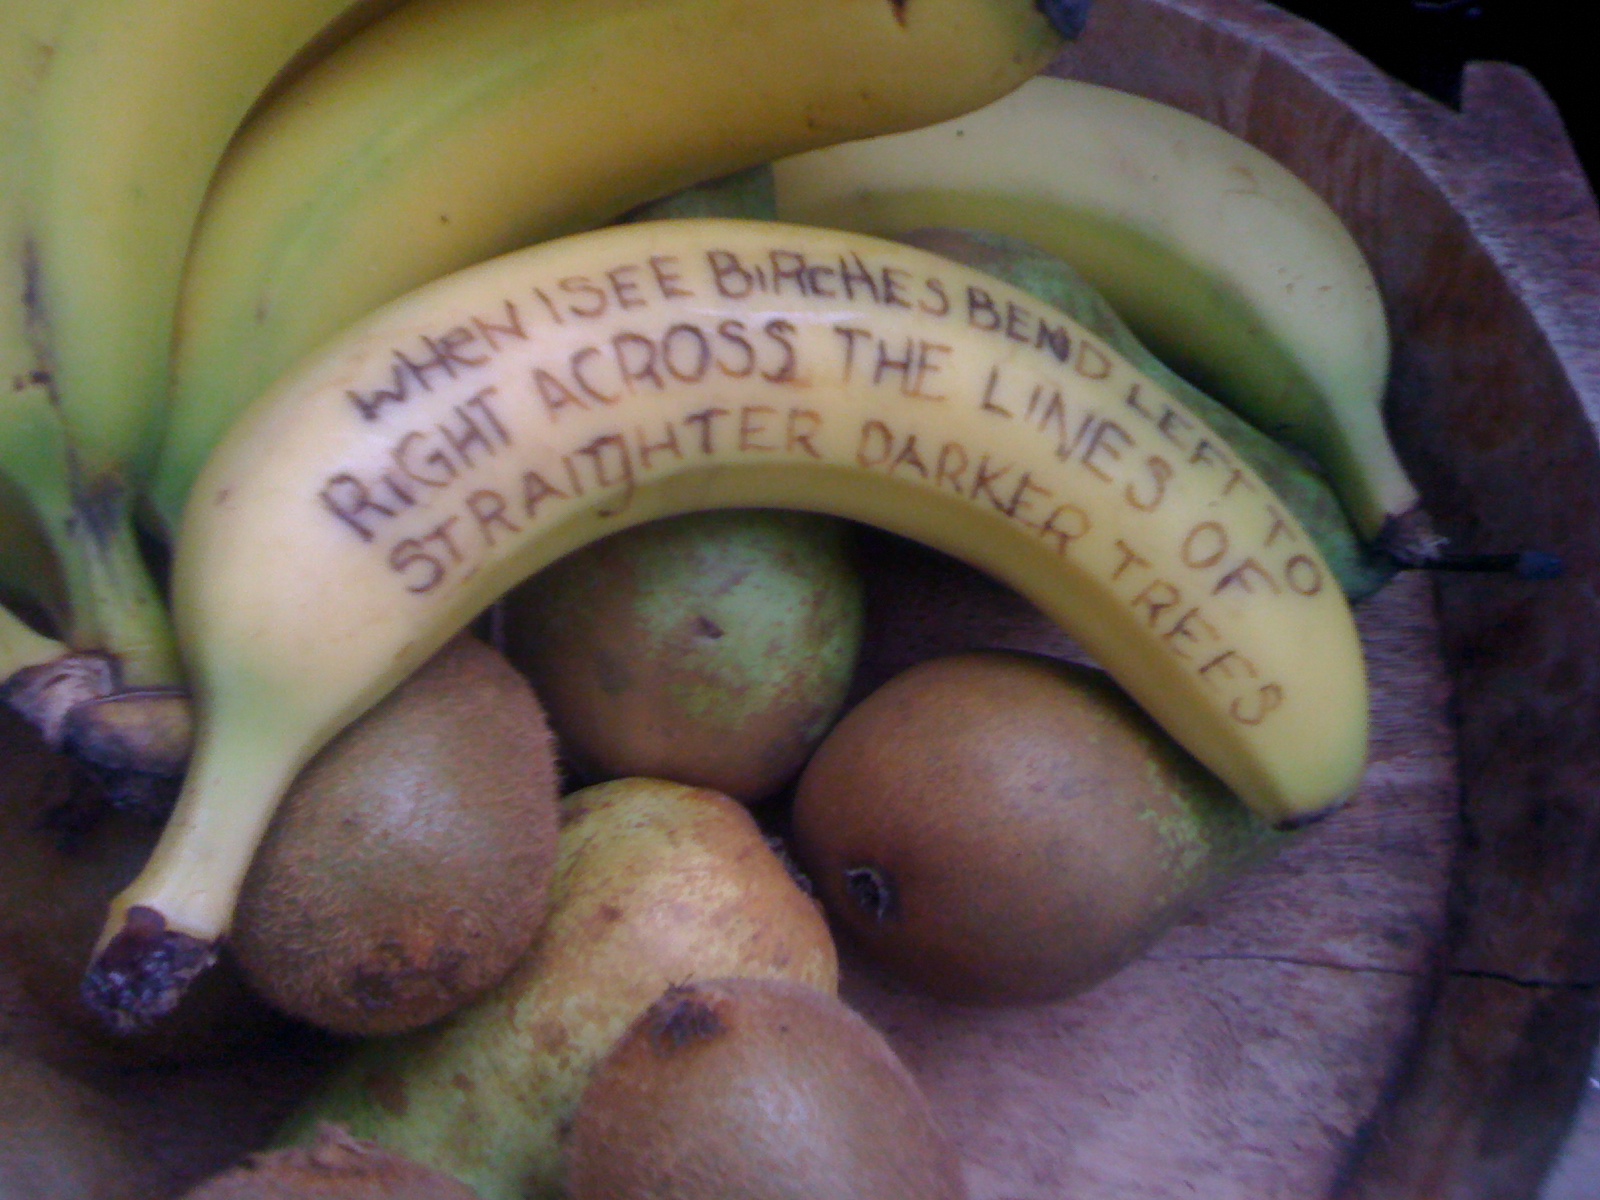 WHEN I SEE BIRCHES BEND LEFT TO
RIGHT ACROSS THE LINES OF
STRAIGHTER DARKER TREES